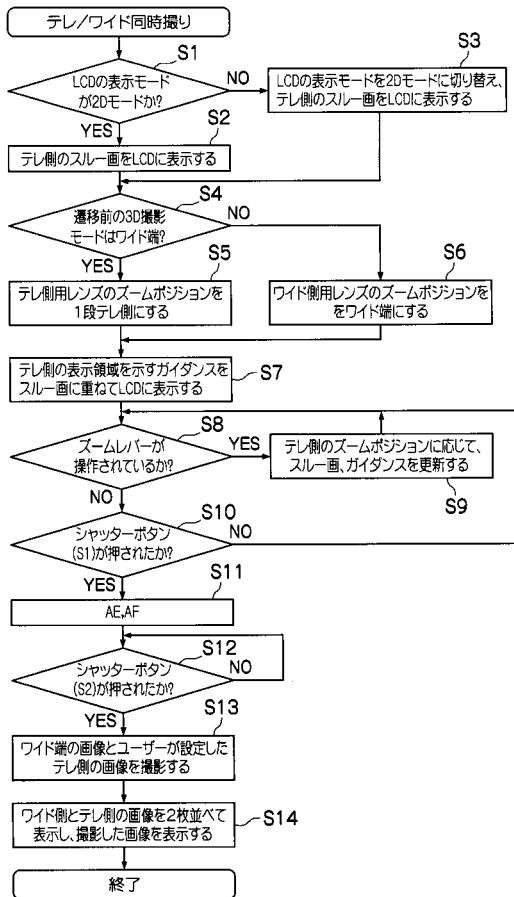 テレ/ワイド同時撮り
S1
LCDの表示モード
が2Dモードか?
NO
S3
LCDの表示モードを2Dモードに切り替え、
テレ側のスルー画をLCDに表示する
YES
S2
テレ側のスルー画をLCDに表示する
S4
遷移前の3D撮影
モードはワイド端?
NO
YES
S5
テレ側用レンズのズームポジションを
1段テレ側にする
S6
ワイド側用レンズのズームポジションを
をワイド端にする
S7
テレ側の表示領域を示すガイダンスを
スルー画に重ねてLCDに表示する
S8
ズームレバーが
操作されているか?
YES
テレ側のズームポジションに応じて、
スルー画、ガイダンスを更新する
S9
NO
S10
シャッターボタン
(S1)が押されたか?
NO
YES
S11
AE,AF
S12
シャッターボタン
(S2)が押されたか?
NO
YES
S13
ワイド端の画像とユーザーが設定した
テレ側の画像を撮影する
ワイド側とテレ側の画像を2枚並べて
表示し、撮影した画像を表示する
S14
終了